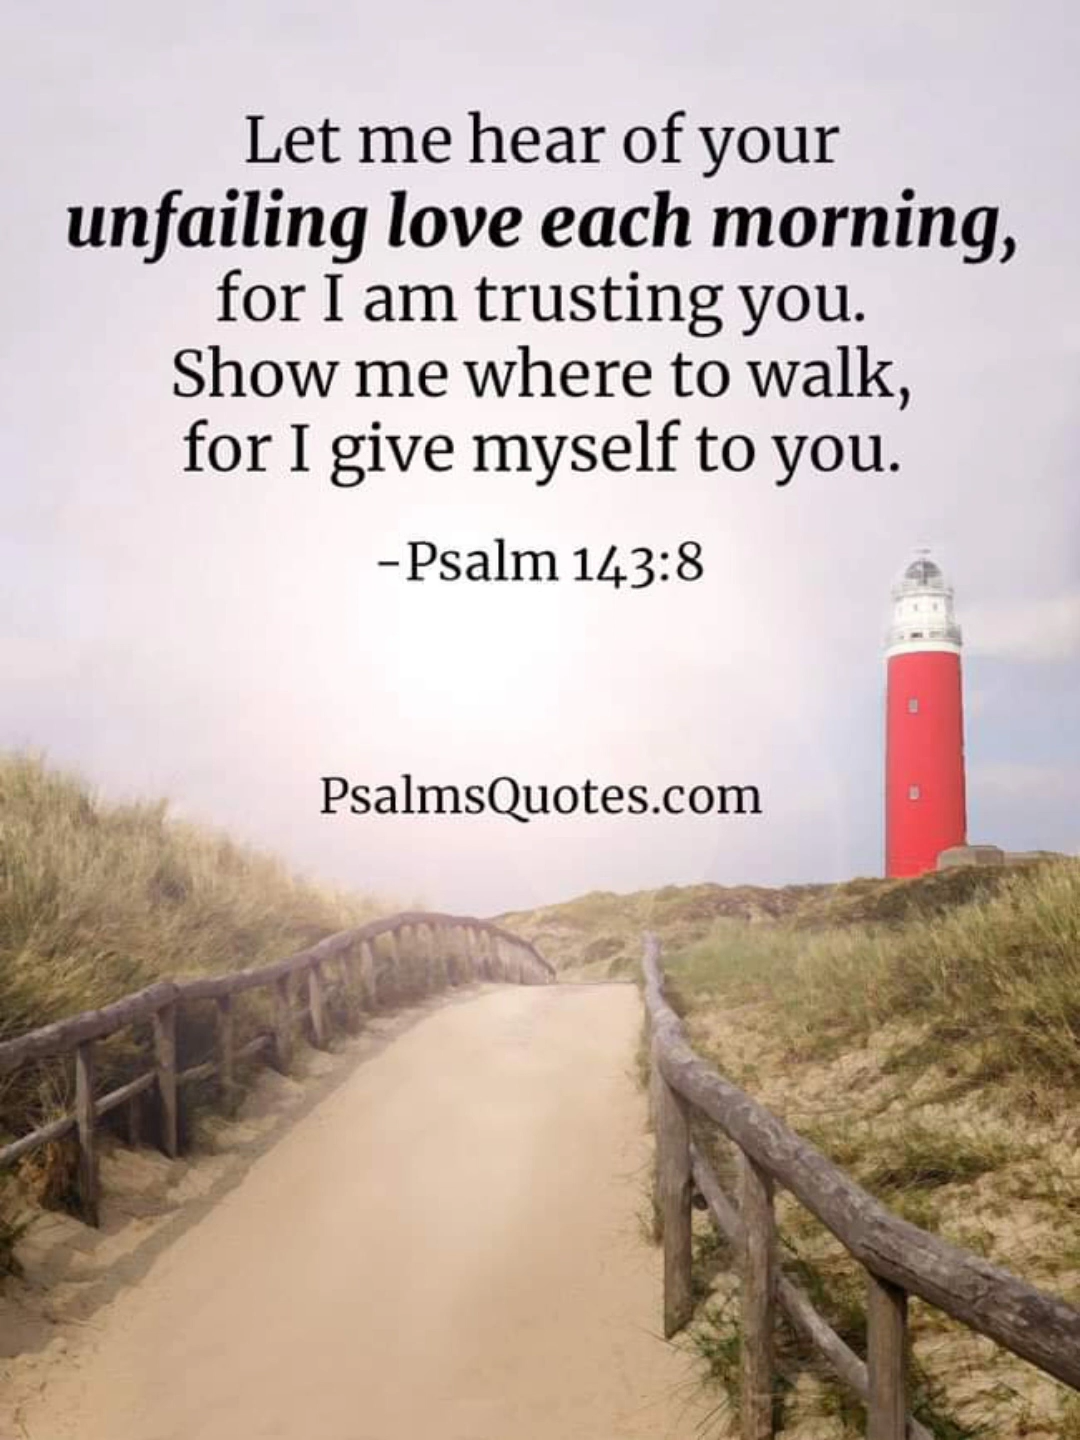 Let me hear of your
unfailing love each morning,
for I am trusting you.
Show me where to walk,
for I give myself to you.
-Psalm 143:8
PsalmsQuotes.com